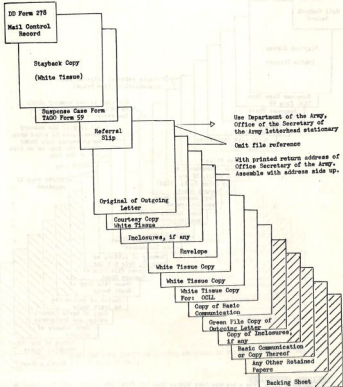 DD Form 278
Mail Control
Record
Stayback Copy
(White Tissue)
Suspense Case Form
TAGO Form 59
Referral
Slip
Use Department of the Army,
Office of the Secretary of
the Army letterhead stationary
Omit file reference
With printed return address of
Office Secretary of the Army.
Assemble with address side up.
Original of Outgoing
Letter
Courtesy Copy
White Tissue
Inclosures, if any
Envelope
White Tissue Copy
White Tissue Copy
White Tissue Copy
For: OCLL
Copy of Basic
Communication
Green File Copy of
Outgoing Letter
Copy of Inclosures,
if any
Basic Communication
or Copy Thereof
Any Other Retained
Papers
Backing Sheet